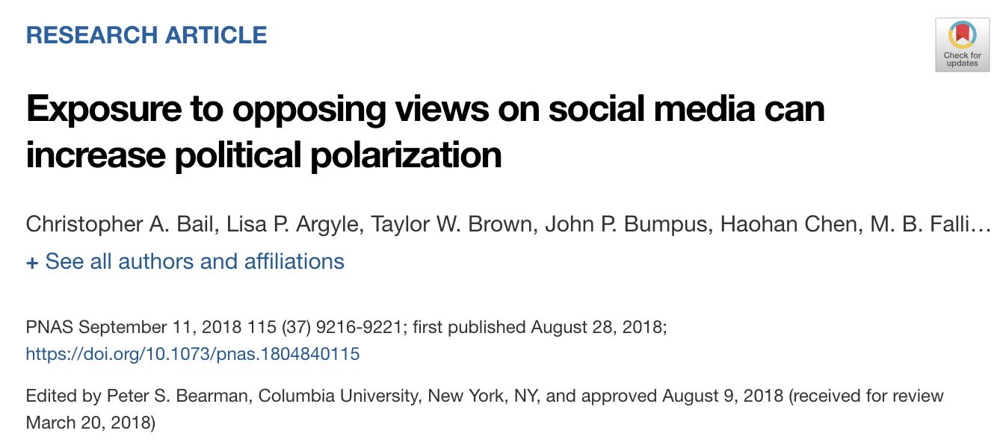 RESEARCH ARTICLE
Check for
updates
Exposure to opposing views on social media can
increase political polarization
Christopher A. Bail, Lisa P. Argyle, Taylor W. Brown, John P. Bumpus, Haohan Chen, M. B. Falli…
+ See all authors and affiliations
PNAS September 11, 2018 115 (37) 9216-9221; first published August 28, 2018;
https://doi.org/10.1073/pnas.1804840115
Edited by Peter S. Bearman, Columbia University, New York, NY, and approved August 9, 2018 (received for review
March 20, 2018)